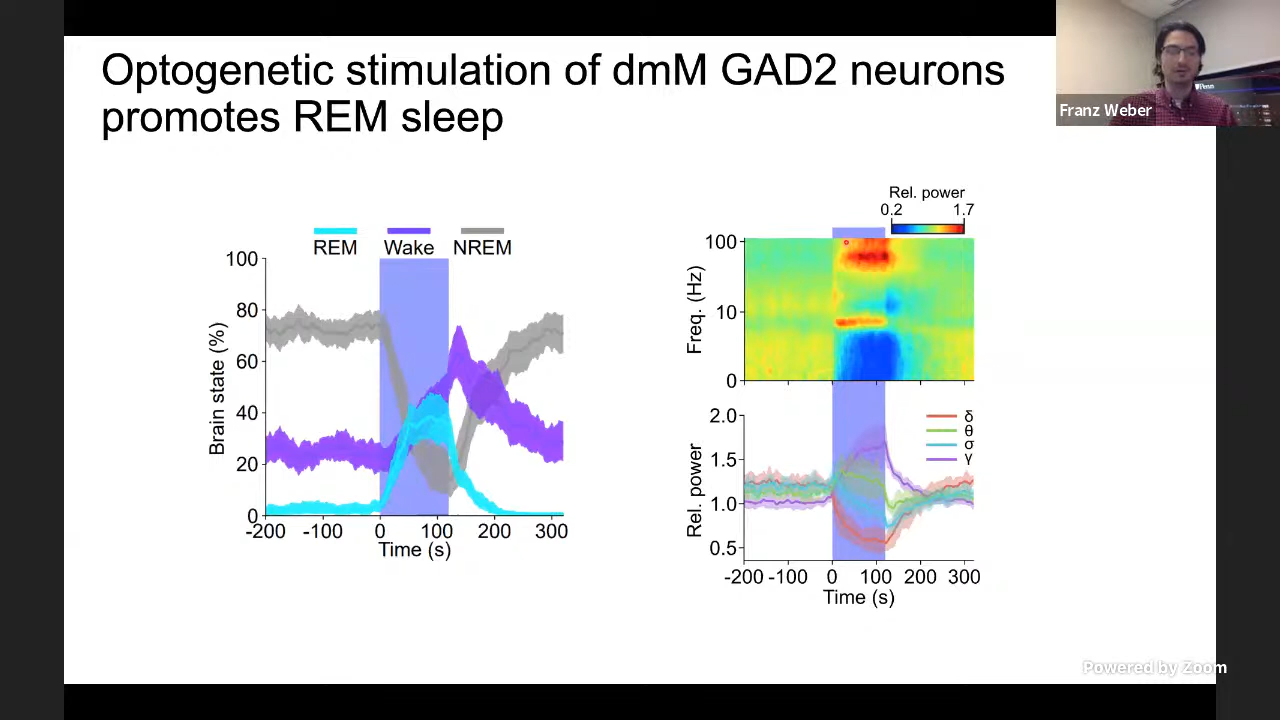 Optogenetic stimulation of dmM GAD2 neurons
promotes REM sleep
Penn
Franz Weber
REM Wake NREM
100
80
60
40
20
0
Brain state (%)
-200 -100 0 100 200 300
Time (s)
Rel. power
0.2 1.7
100
10
0
Freq. (Hz)
2.0
1.5
1.0
0.5
Rel. power
δ
θ
σ
γ
-200 -100 0 100 200 300
Time (s)
Powered by Zoom